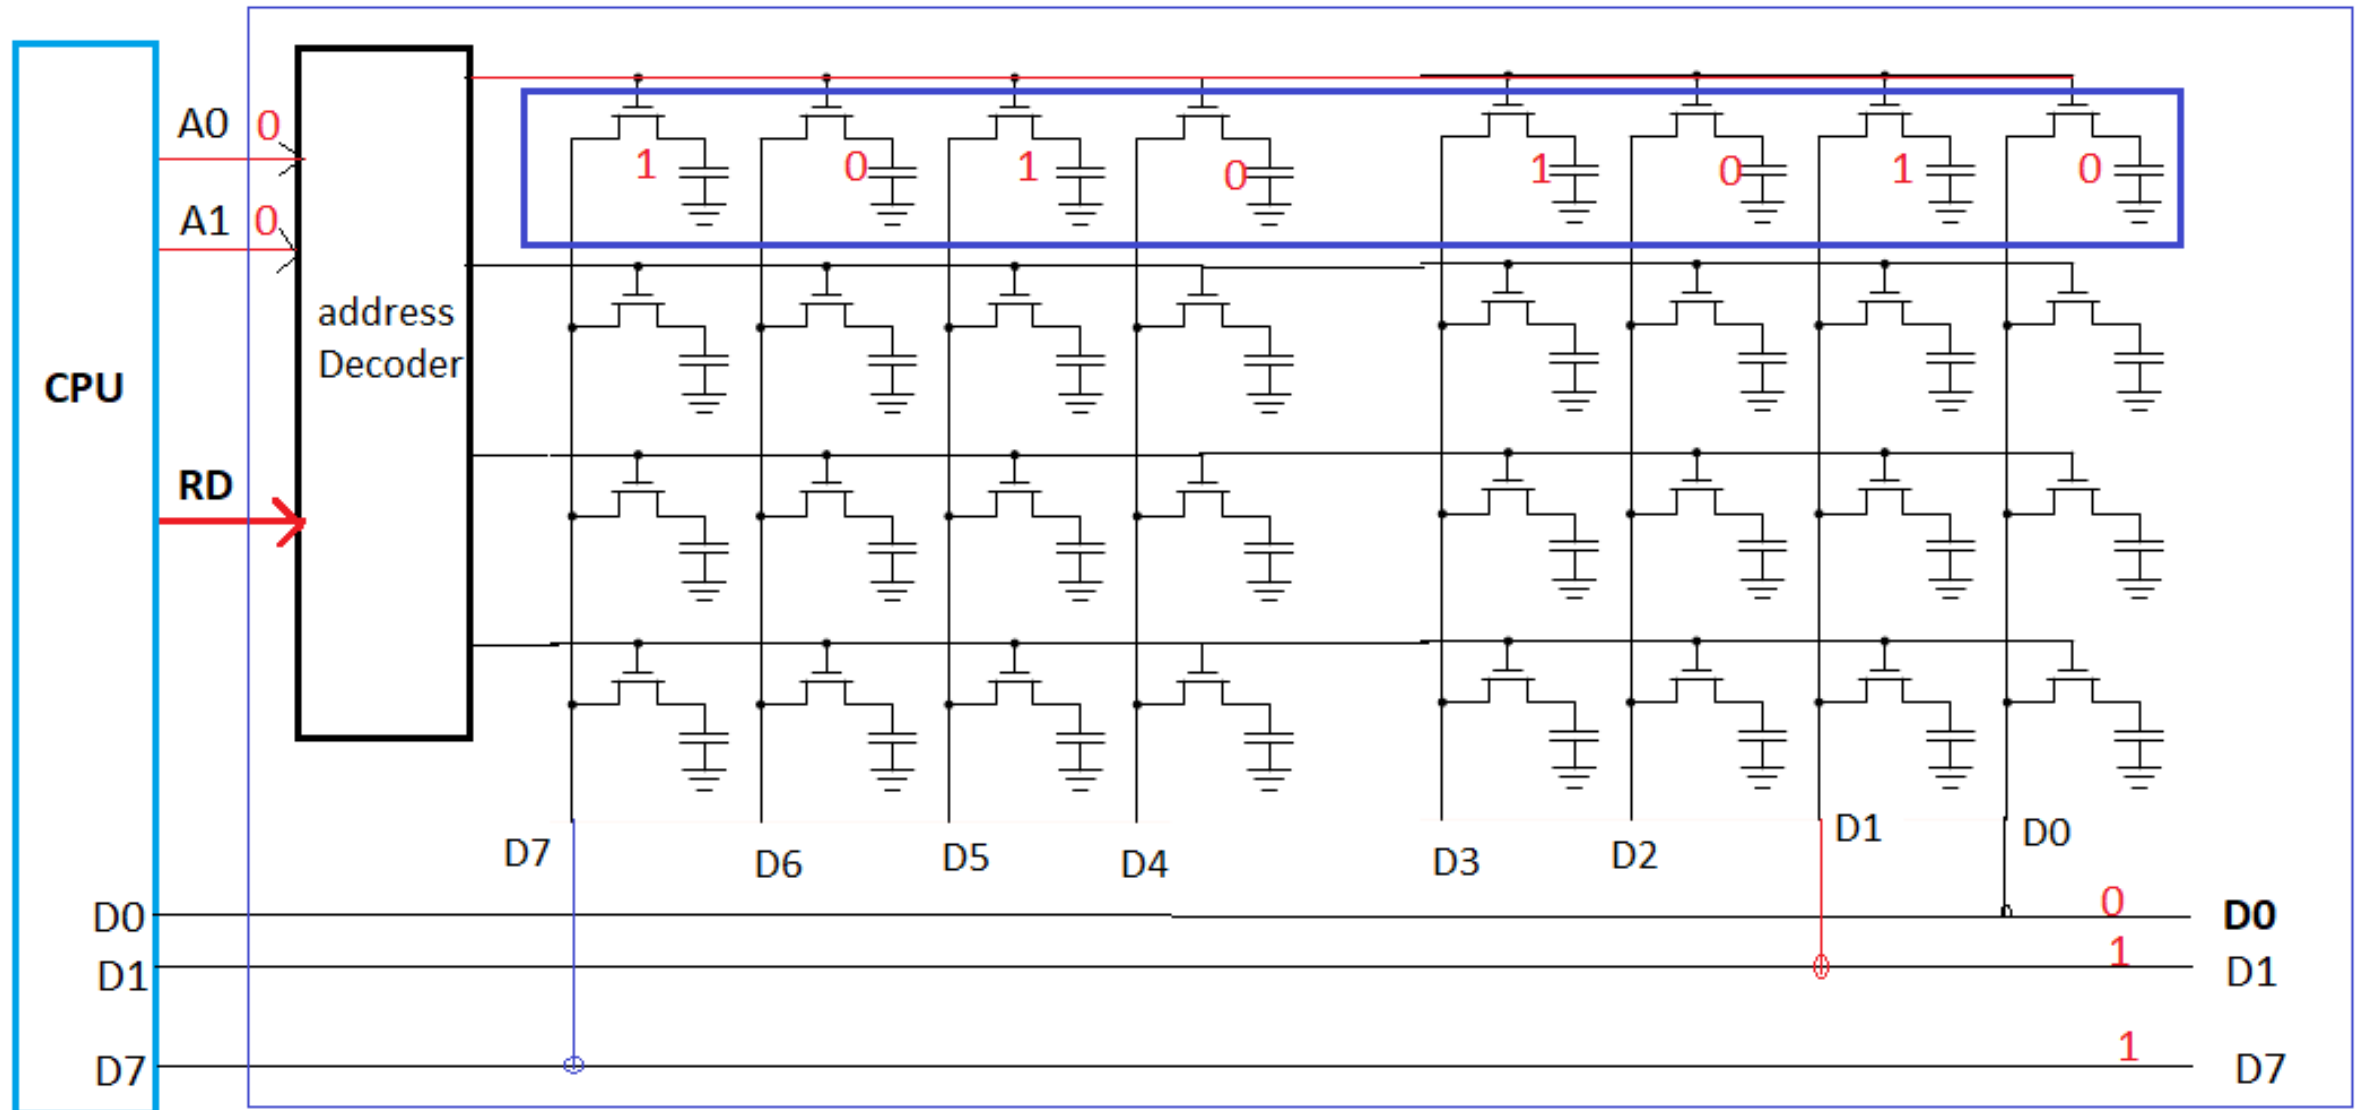 A0 0
A1 0
1 0 1 0 1 0 1 0
address
Decoder
CPU
RD
D7 D6 D5 D4 D3 D2 D1 D0
D0 0 D0
D1 1 D1
D7 1 D7